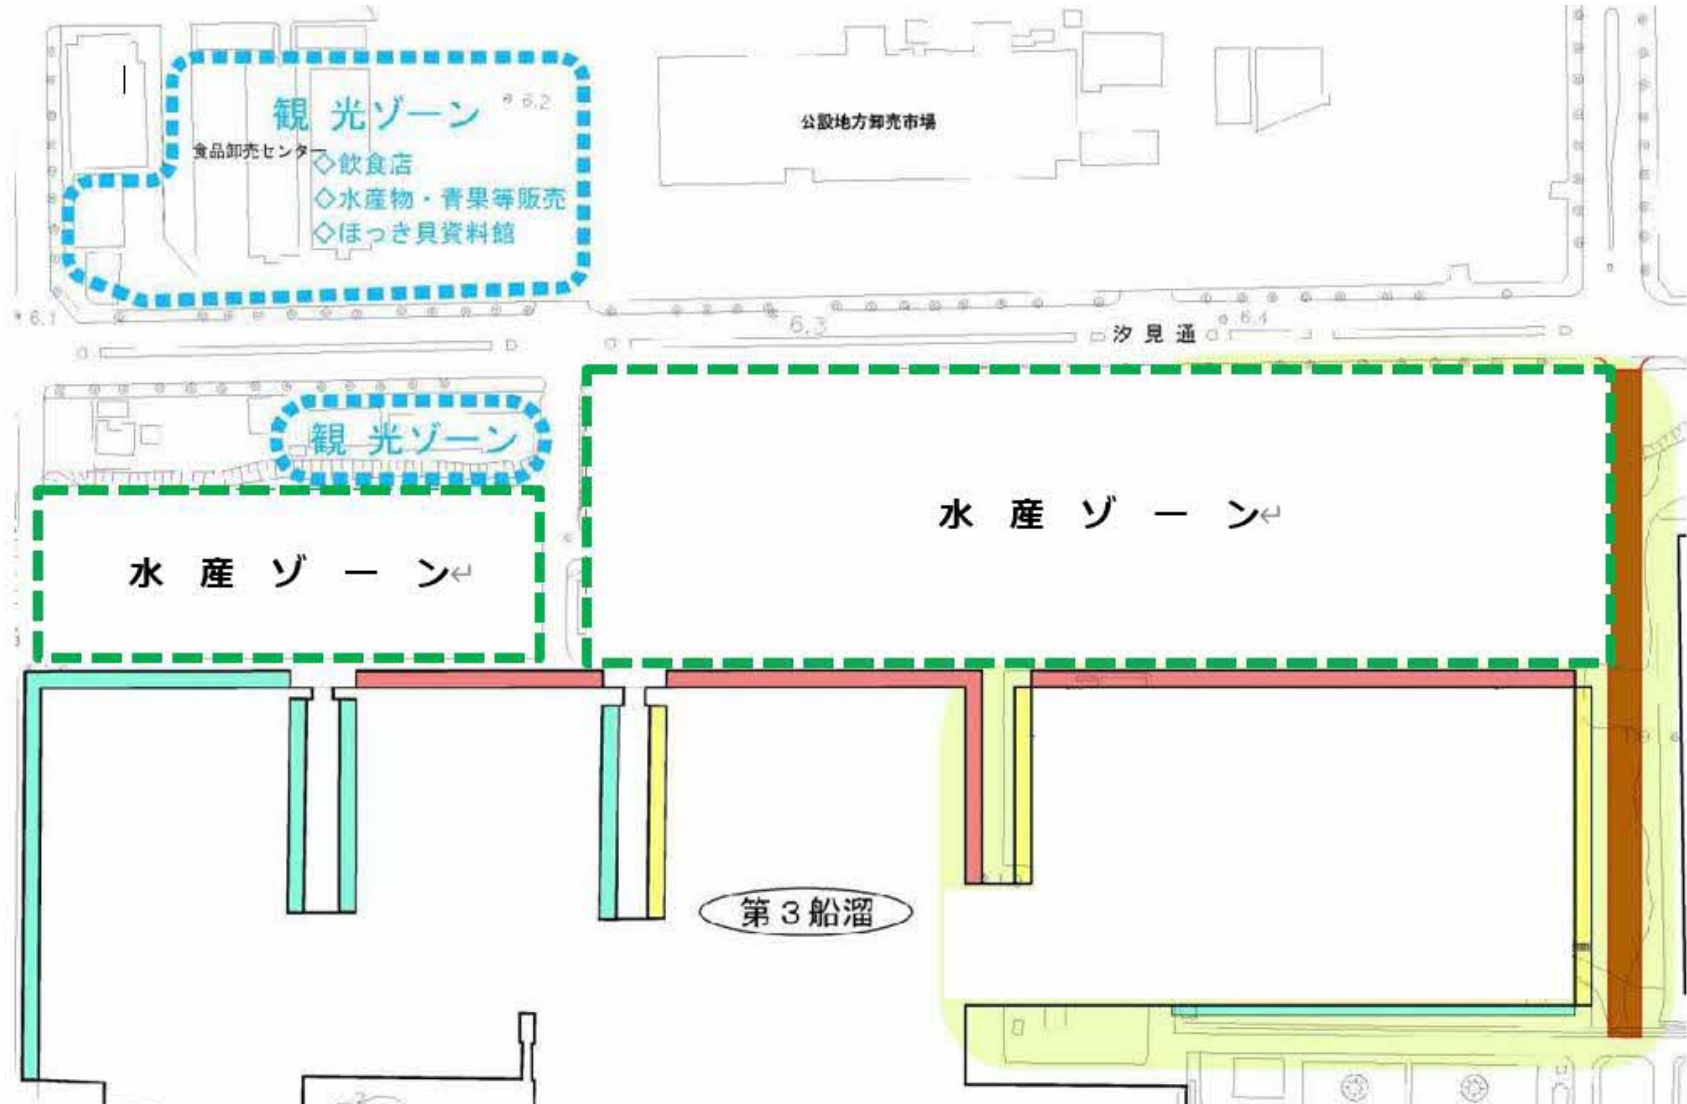 観 光ゾーン
6.2
食品卸売センター
◇飲食店
◇水産物・青果等販売
◇ほっき貝資料館
公設地方卸売市場
6.1
6.3
汐 見 通
6.4
観 光ゾーン
水 産 ゾ ー ン↵
水 産 ゾ ー ン↵
第3船溜